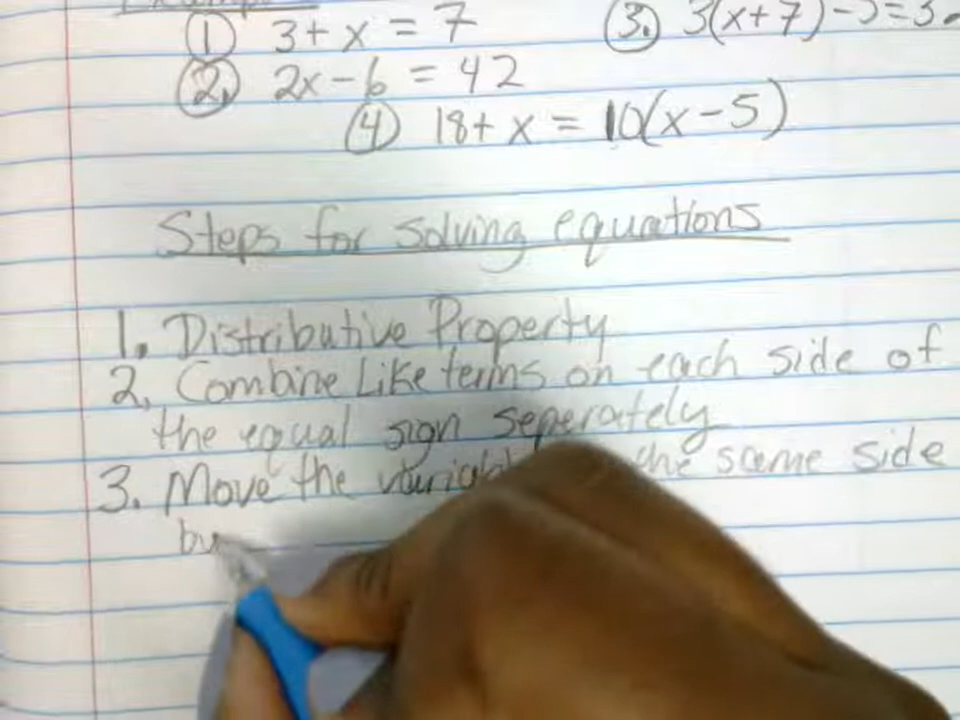 ① 3 + x = 7
③. 3(x+7)
②. 2x - 6 = 42
④ 18 + x = 10(x - 5)
Steps for solving equations
1. Distributive Property
2. Combine Like terms on each side of
the equal sign seperately
3. Move the the same side
by